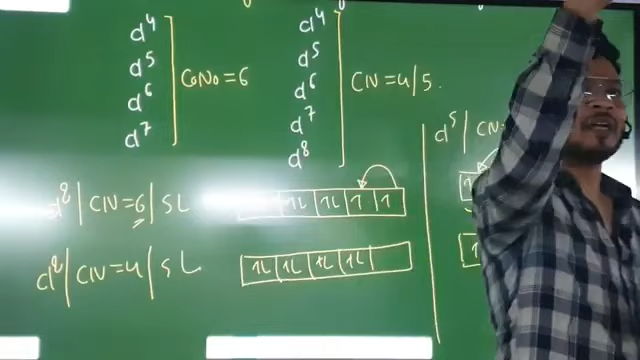 d⁴
d⁵
d⁶
d⁷
CoNo = 6
d⁴
d⁵
d⁶
d⁷
d⁸
CN = 4/5.
d⁸ | CN = 6 | SL
1L 1L 1 1
d⁸ | CN = 4 | SL
1L 1L 1L 1L
d⁵ | CN